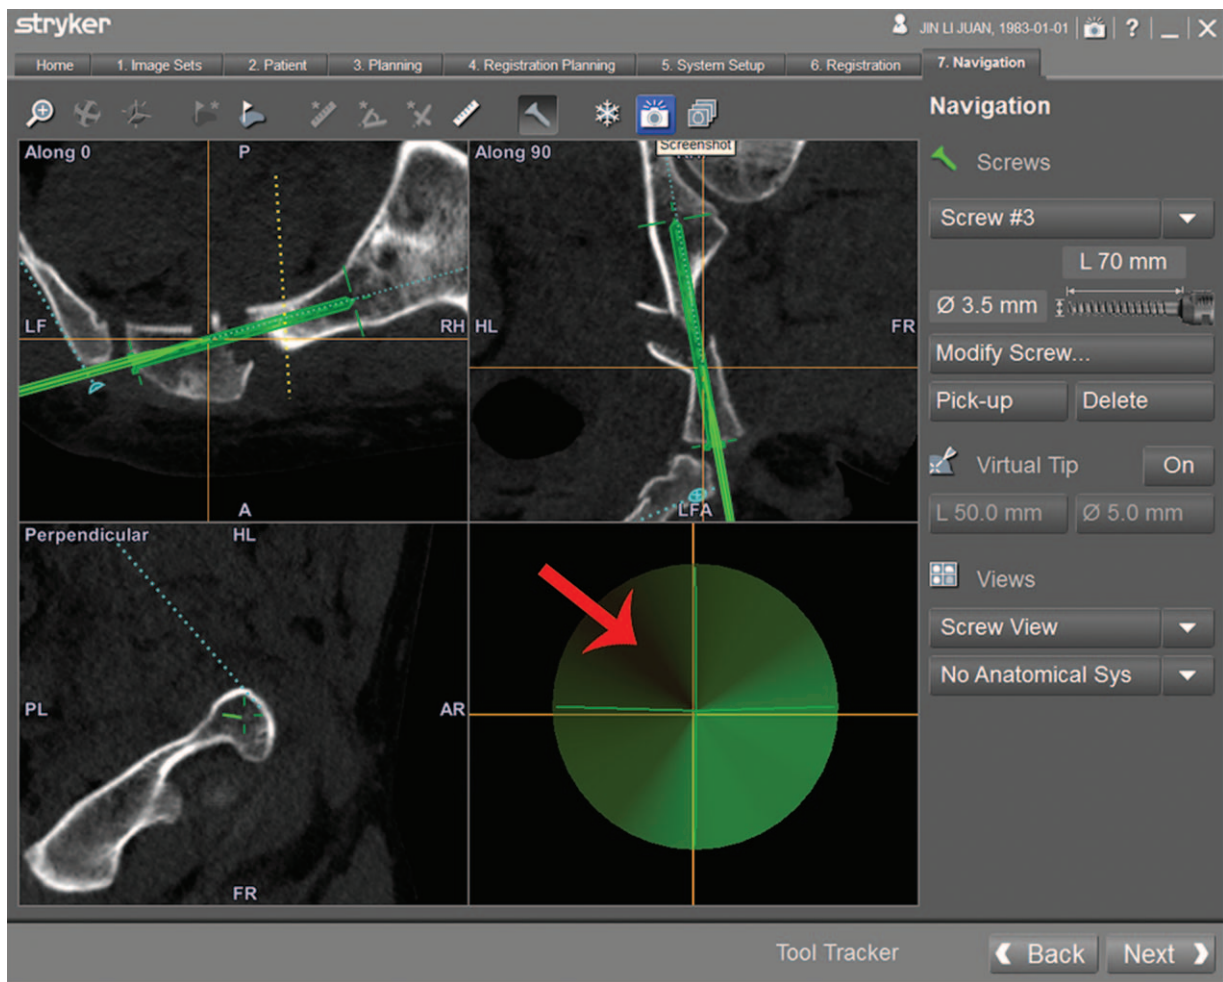 stryker
JIN LI JUAN, 1983-01-01
?
Home
1. Image Sets
2. Patient
3. Planning
4. Registration Planning
5. System Setup
6. Registration
7. Navigation
Navigation
Along 0
P
LF
RH
A
Along 90
Screenshot
HL
FR
LFA
Perpendicular
HL
PL
AR
FR
Screws
Screw #3
L 70 mm
Ø 3.5 mm
Modify Screw...
Pick-up
Delete
Virtual Tip
On
L 50.0 mm
Ø 5.0 mm
Views
Screw View
No Anatomical Sys
Tool Tracker
Back
Next